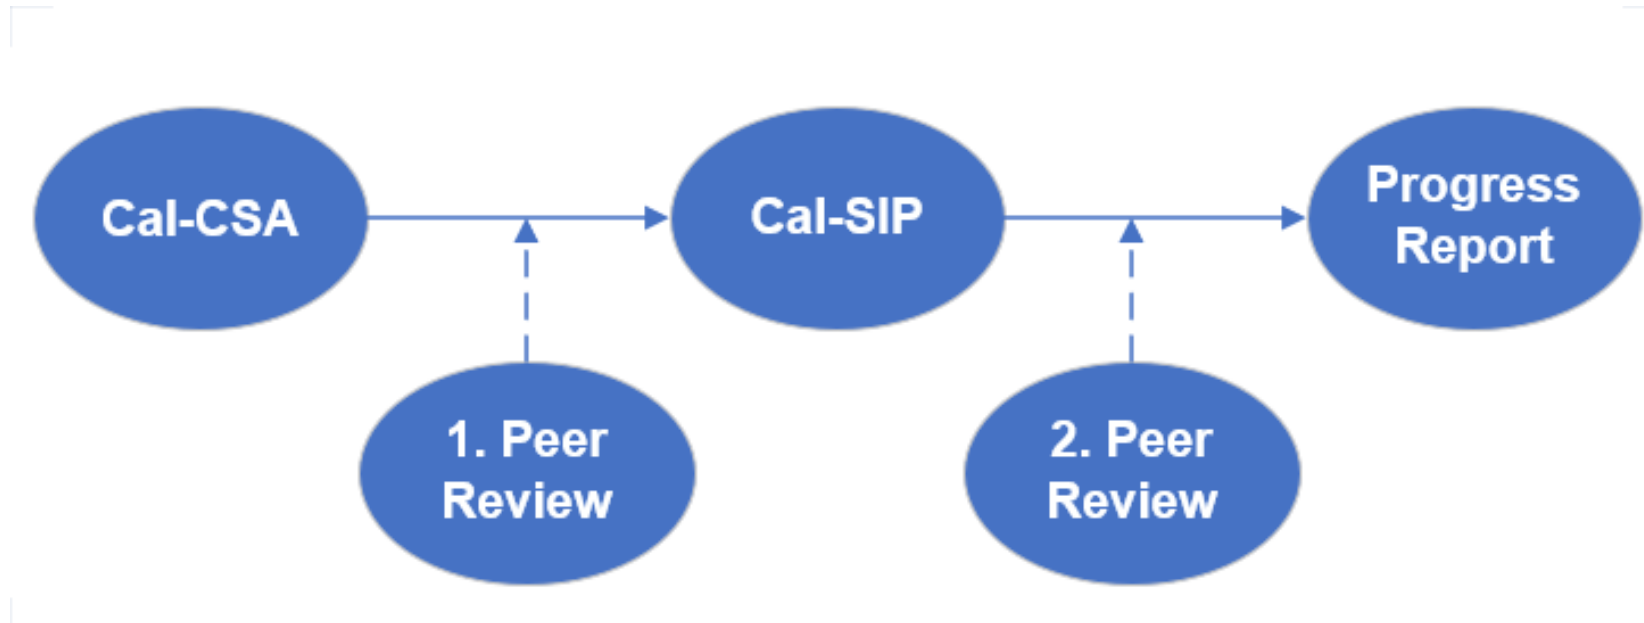 Cal-CSA
Cal-SIP
Progress
Report
1. Peer
Review
2. Peer
Review